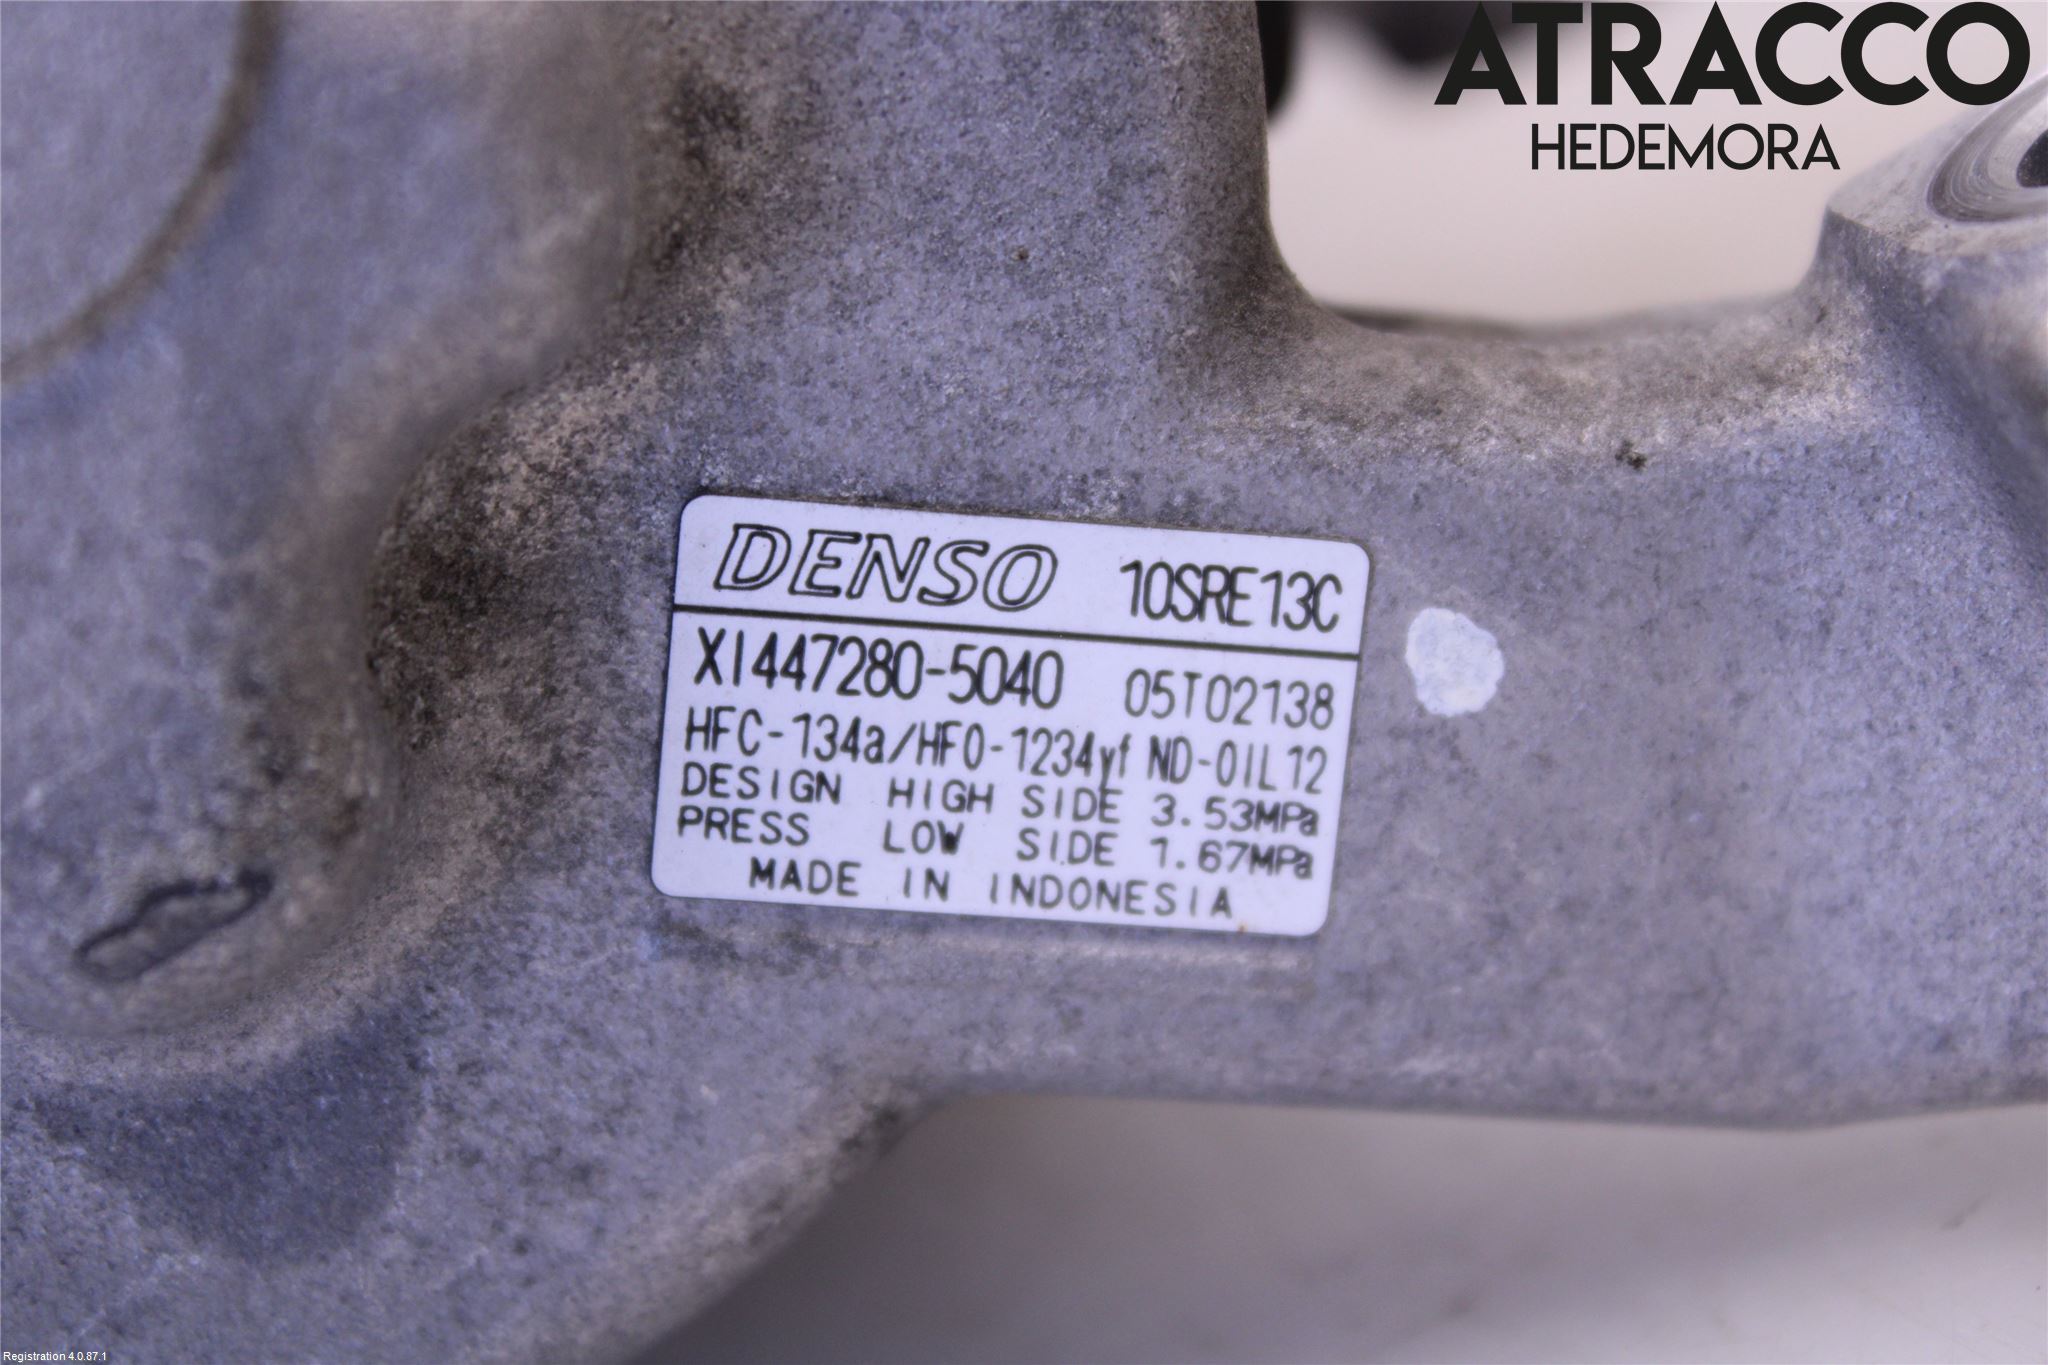 ATRACCO
HEDEMORA
DENSO 10SRE13C
XI447280-5040 05T02138
HFC-134a/HFO-1234yf ND-OIL12
DESIGN HIGH SIDE 3.53MPa
PRESS LOW SIDE 1.67MPa
MADE IN INDONESIA
Registration 4.0.87.1